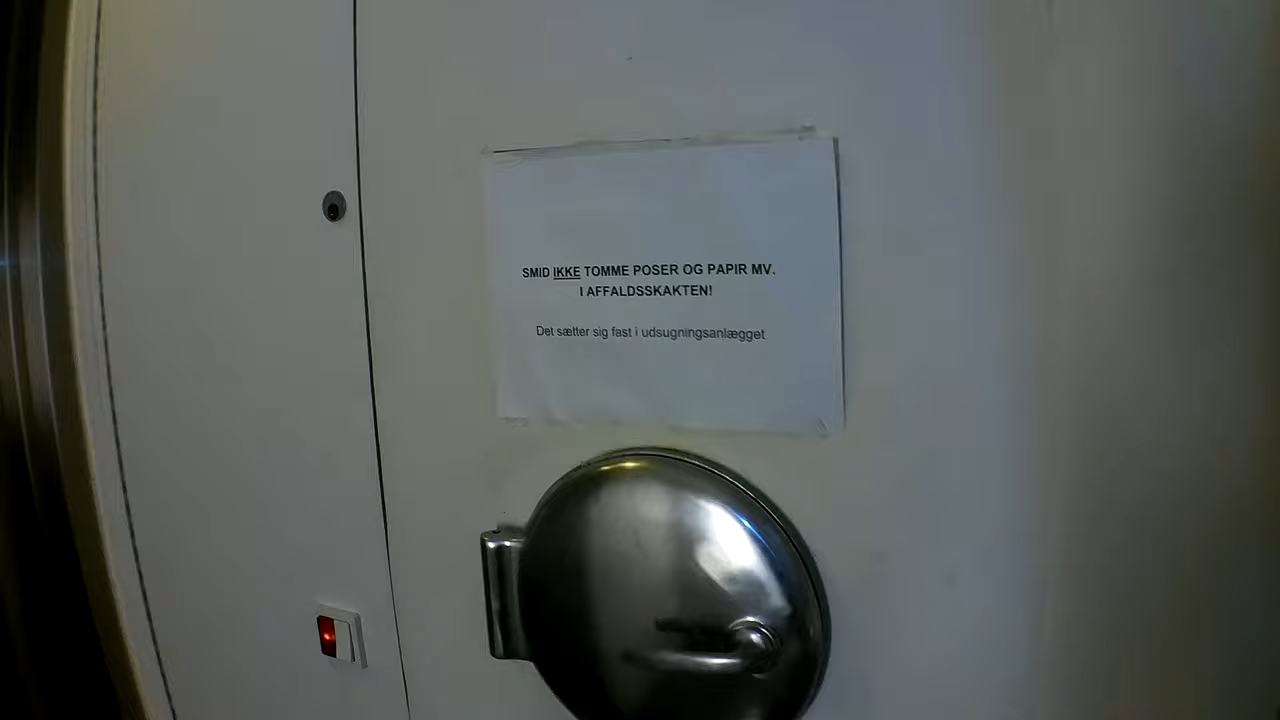 SMID IKKE TOMME POSER OG PAPIR MV.
I AFFALDSSKAKTEN!
Det sætter sig fast i udsugningsanlægget